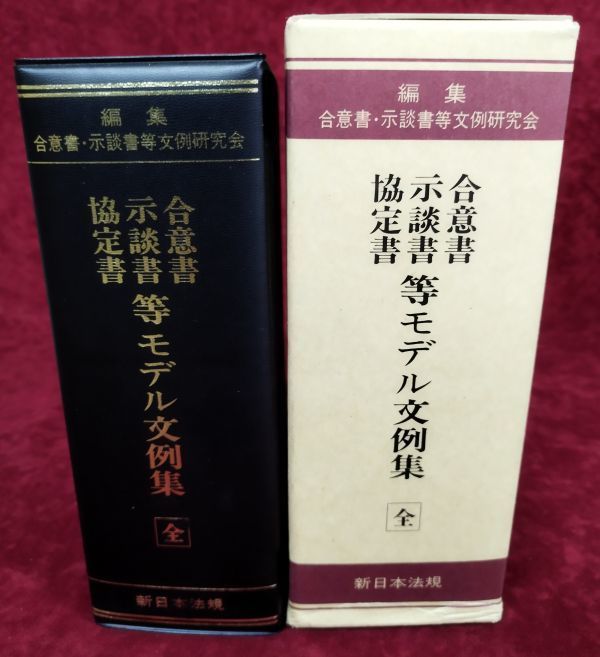 編集
合意書・示談書等文例研究会
合意書
示談書
協定書
等モデル文例集
全
新日本法規
編集
合意書・示談書等文例研究会
合意書
示談書
協定書
等モデル文例集
全
新日本法規